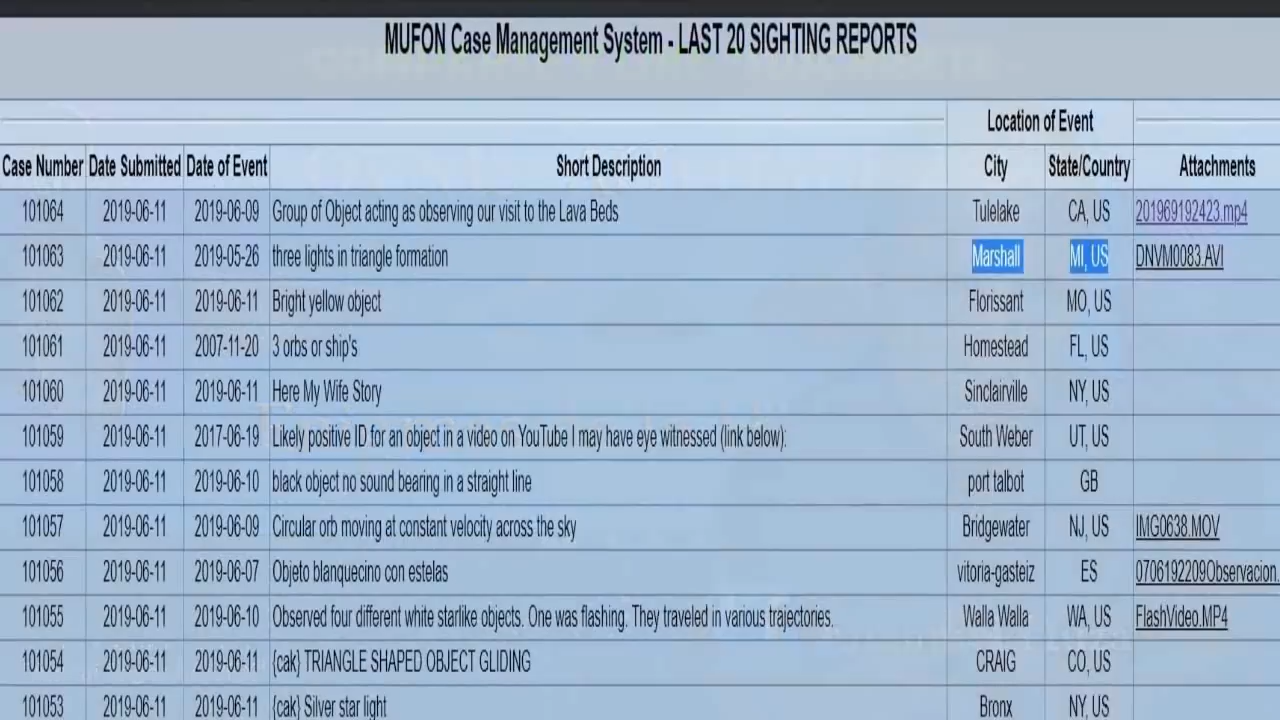 MUFON Case Management System - LAST 20 SIGHTING REPORTS
Location of Event
Case Number Date Submitted Date of Event Short Description City State/Country Attachments
101064 2019-06-11 2019-06-09 Group of Object acting as observing our visit to the Lava Beds Tulelake CA, US 201969192423.mp4
101063 2019-06-11 2019-05-26 three lights in triangle formation Marshall MI, US DNVM0083.AVI
101062 2019-06-11 2019-06-11 Bright yellow object Florissant MO, US
101061 2019-06-11 2007-11-20 3 orbs or ship's Homestead FL, US
101060 2019-06-11 2019-06-11 Here My Wife Story Sinclairville NY, US
101059 2019-06-11 2017-06-19 Likely positive ID for an object in a video on YouTube I may have eye witnessed (link below): South Weber UT, US
101058 2019-06-11 2019-06-10 black object no sound bearing in a straight line port talbot GB
101057 2019-06-11 2019-06-09 Circular orb moving at constant velocity across the sky Bridgewater NJ, US IMG0638.MOV
101056 2019-06-11 2019-06-07 Objeto blanquecino con estelas vitoria-gasteiz ES 0706192209Observacion.
101055 2019-06-11 2019-06-10 Observed four different white starlike objects. One was flashing. They traveled in various trajectories. Walla Walla WA, US FlashVideo.MP4
101054 2019-06-11 2019-06-11 {cak} TRIANGLE SHAPED OBJECT GLIDING CRAIG CO, US
101053 2019-06-11 2019-06-11 {cak} Silver star light Bronx NY, US